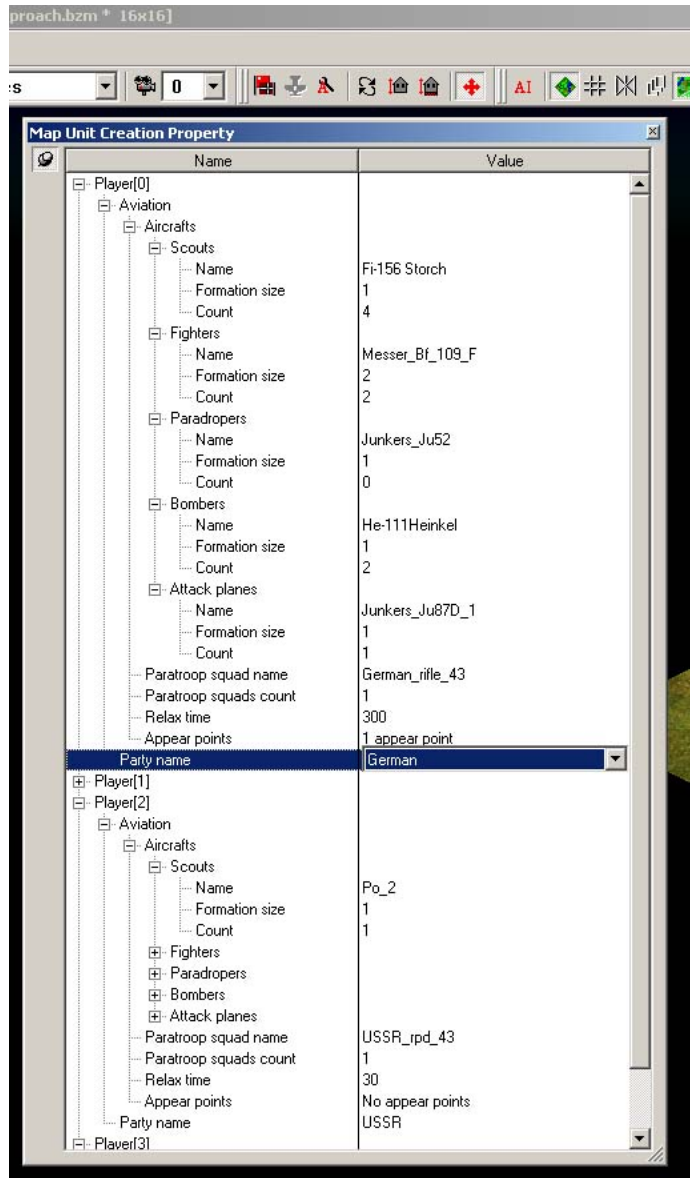 proach.bzm * 16x16]
s 0 AI
Map Unit Creation Property
Name Value
Player[0]
Aviation
Aircrafts
Scouts
Name Fi-156 Storch
Formation size 1
Count 4
Fighters
Name Messer_Bf_109_F
Formation size 2
Count 2
Paradropers
Name Junkers_Ju52
Formation size 1
Count 0
Bombers
Name He-111Heinkel
Formation size 1
Count 2
Attack planes
Name Junkers_Ju87D_1
Formation size 1
Count 1
Paratroop squad name German_rifle_43
Paratroop squads count 1
Relax time 300
Appear points 1 appear point
Party name German
Player[1]
Player[2]
Aviation
Aircrafts
Scouts
Name Po_2
Formation size 1
Count 1
Fighters
Paradropers
Bombers
Attack planes
Paratroop squad name USSR_rpd_43
Paratroop squads count 1
Relax time 30
Appear points No appear points
Party name USSR
Player[3]